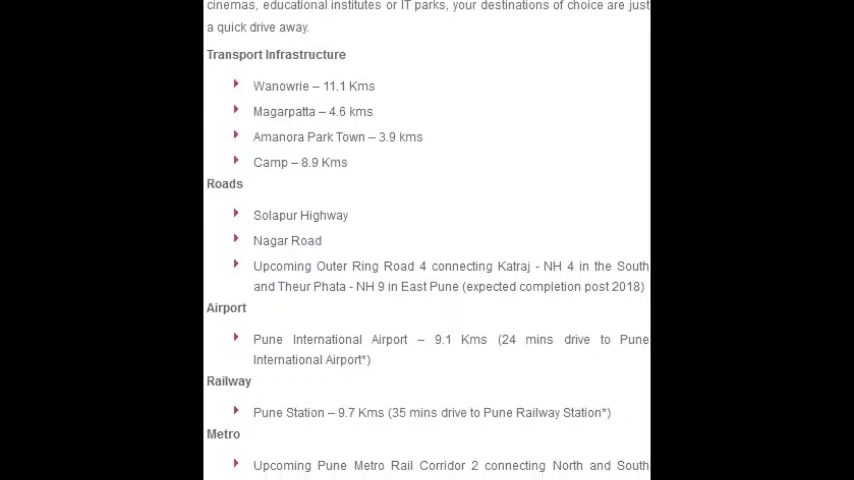 cinemas, educational institutes or IT parks, your destinations of choice are just
a quick drive away.
Transport Infrastructure
Wanowrie – 11.1 Kms
Magarpatta – 4.6 kms
Amanora Park Town – 3.9 kms
Camp – 8.9 Kms
Roads
Solapur Highway
Nagar Road
Upcoming Outer Ring Road 4 connecting Katraj - NH 4 in the South
and Theur Phata - NH 9 in East Pune (expected completion post 2018)
Airport
Pune International Airport – 9.1 Kms (24 mins drive to Pune
International Airport*)
Railway
Pune Station – 9.7 Kms (35 mins drive to Pune Railway Station*)
Metro
Upcoming Pune Metro Rail Corridor 2 connecting North and South